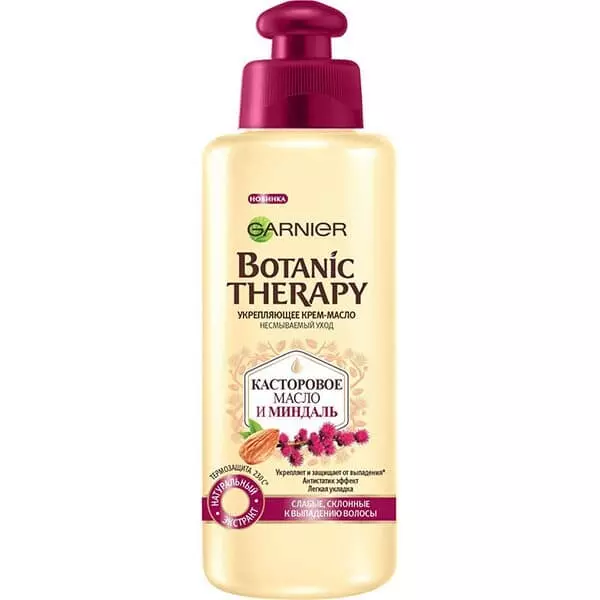 НОВИНКА
GARNIER
BOTANIC
THERAPY
УКРЕПЛЯЮЩЕЕ КРЕМ-МАСЛО
НЕСМЫВАЕМЫЙ УХОД
КАСТОРОВОЕ
МАСЛО
И МИНДАЛЬ
Укрепляет и защищает от выпадения*
Антистатик эффект
Легкая укладка
ТЕРМОЗАЩИТА 230 С°
НАТУРАЛЬНЫЙ
ЭКСТРАКТ
СЛАБЫЕ, СКЛОННЫЕ
К ВЫПАДЕНИЮ ВОЛОСЫ